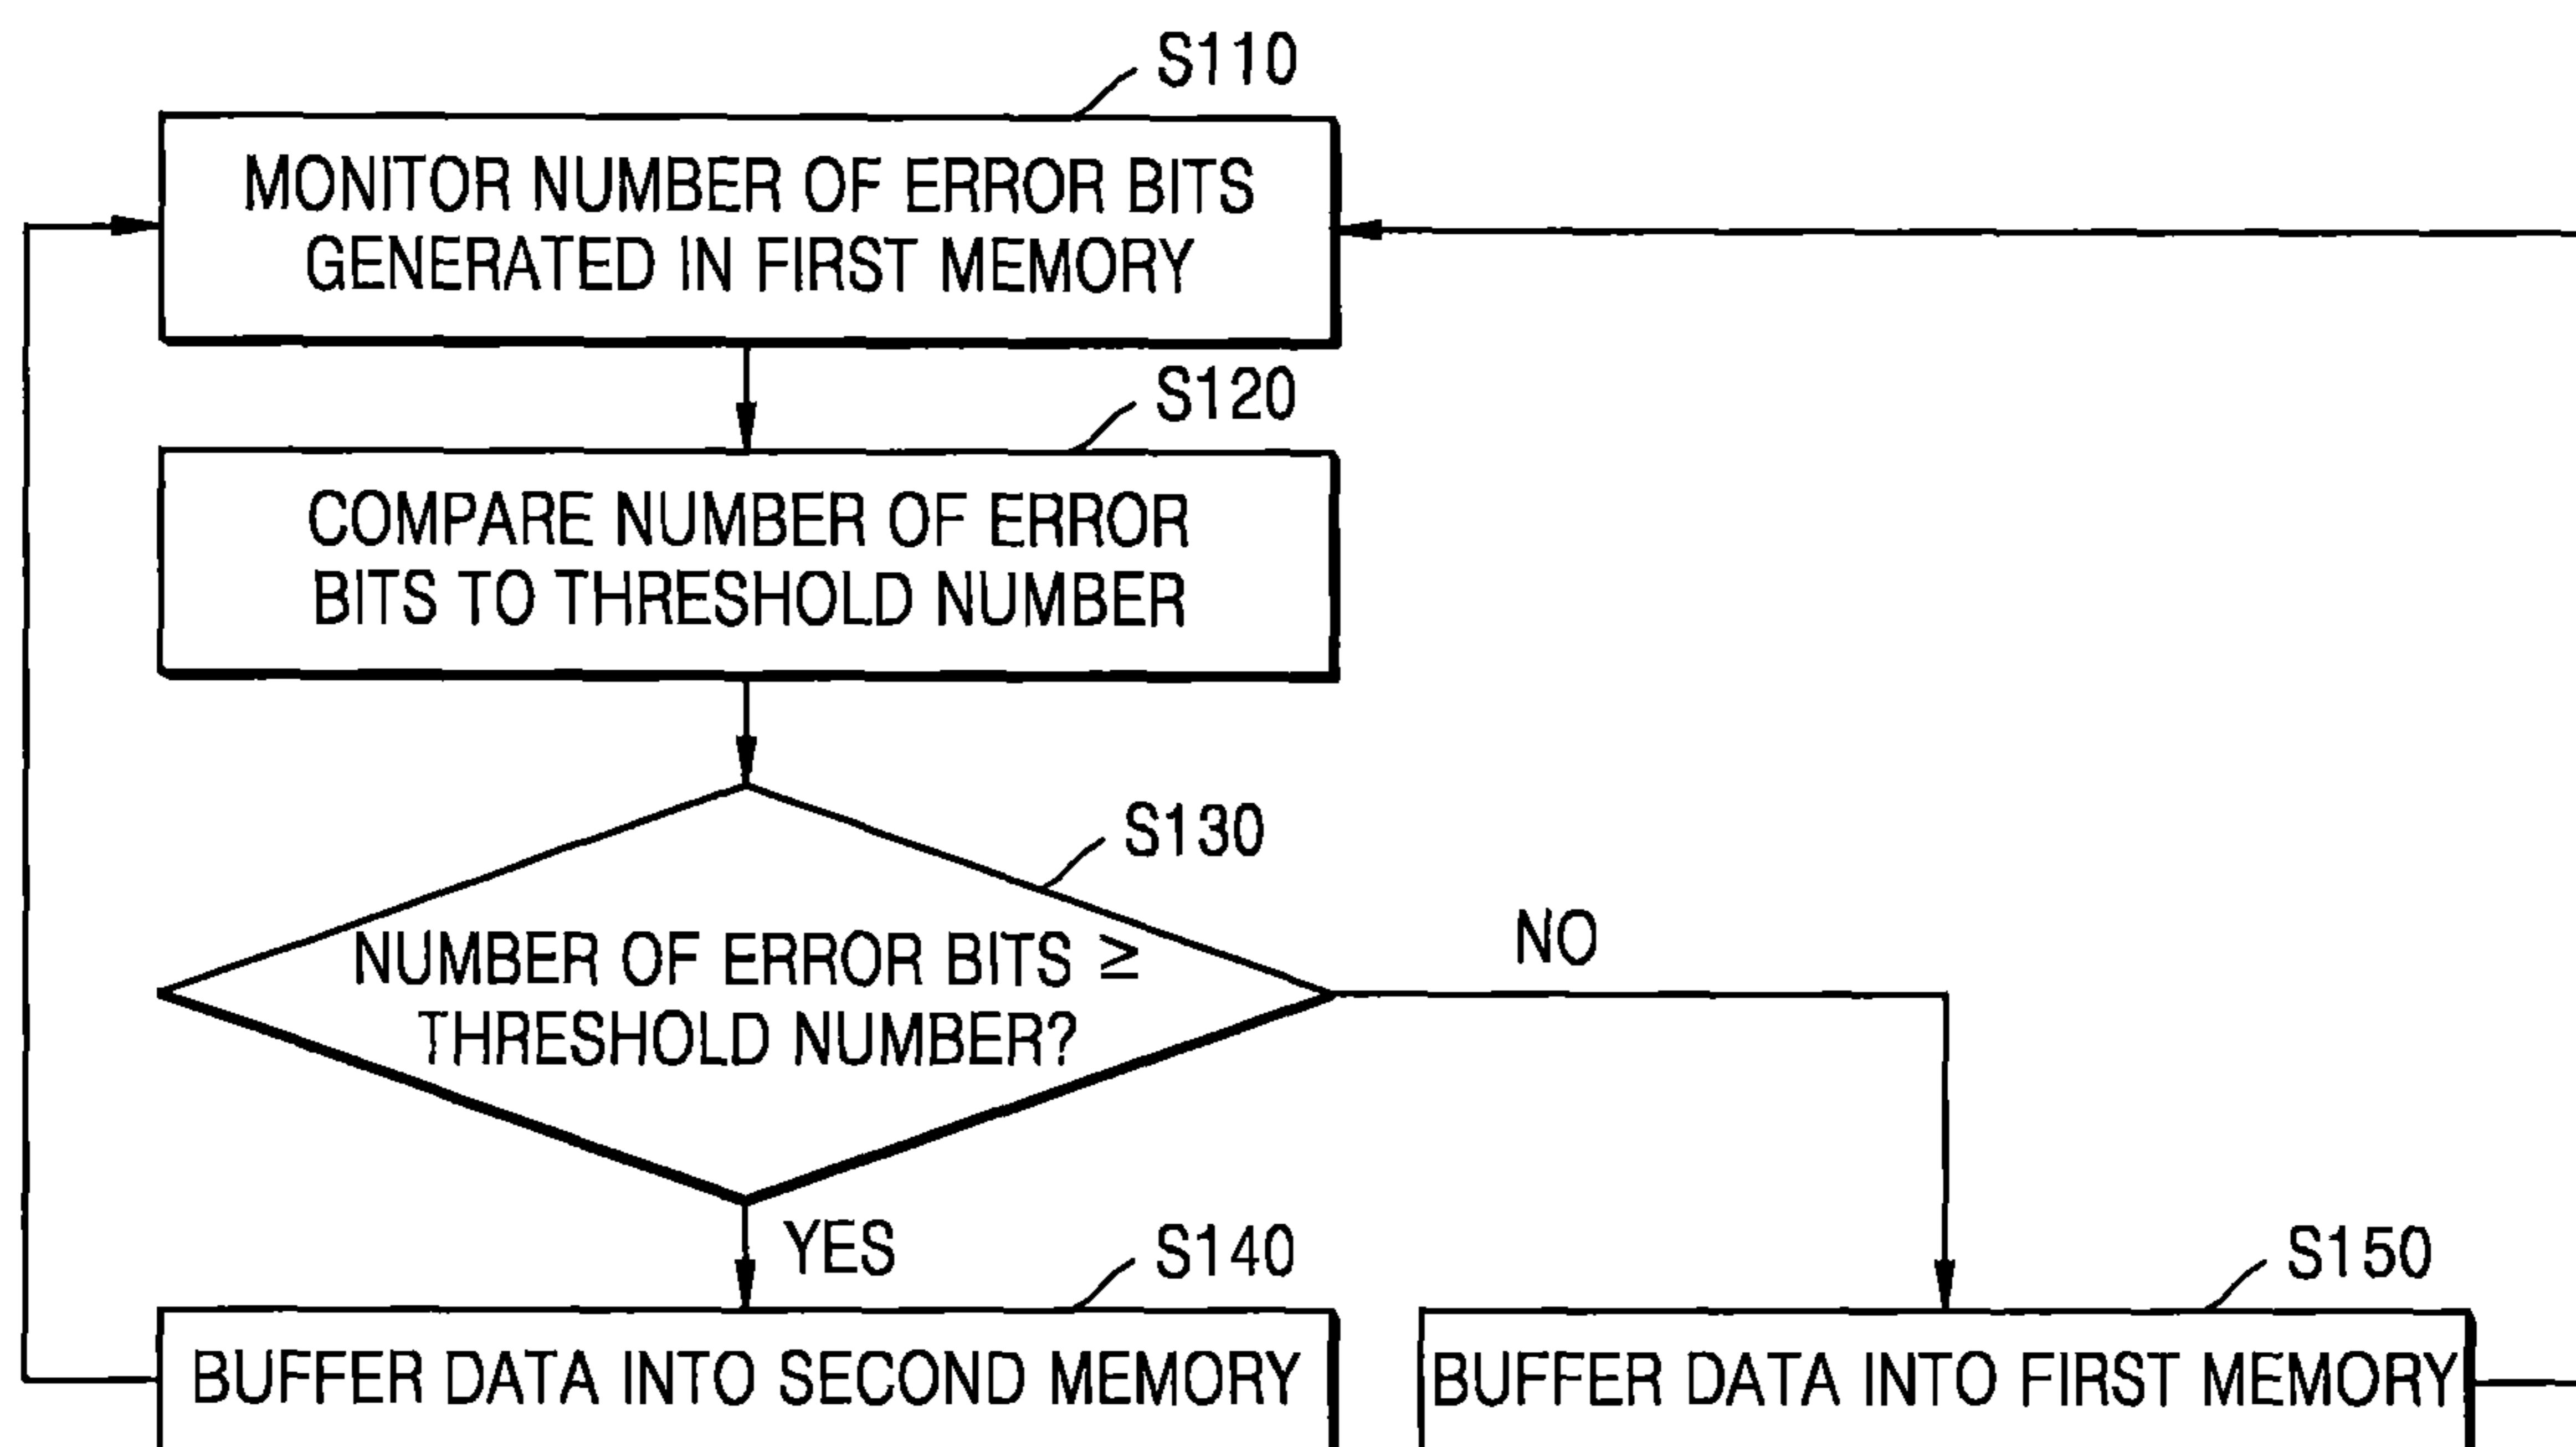 S110
MONITOR NUMBER OF ERROR BITS
GENERATED IN FIRST MEMORY
S120
COMPARE NUMBER OF ERROR
BITS TO THRESHOLD NUMBER
S130
NUMBER OF ERROR BITS ≥
THRESHOLD NUMBER?
NO
YES
S140
BUFFER DATA INTO SECOND MEMORY
S150
BUFFER DATA INTO FIRST MEMORY